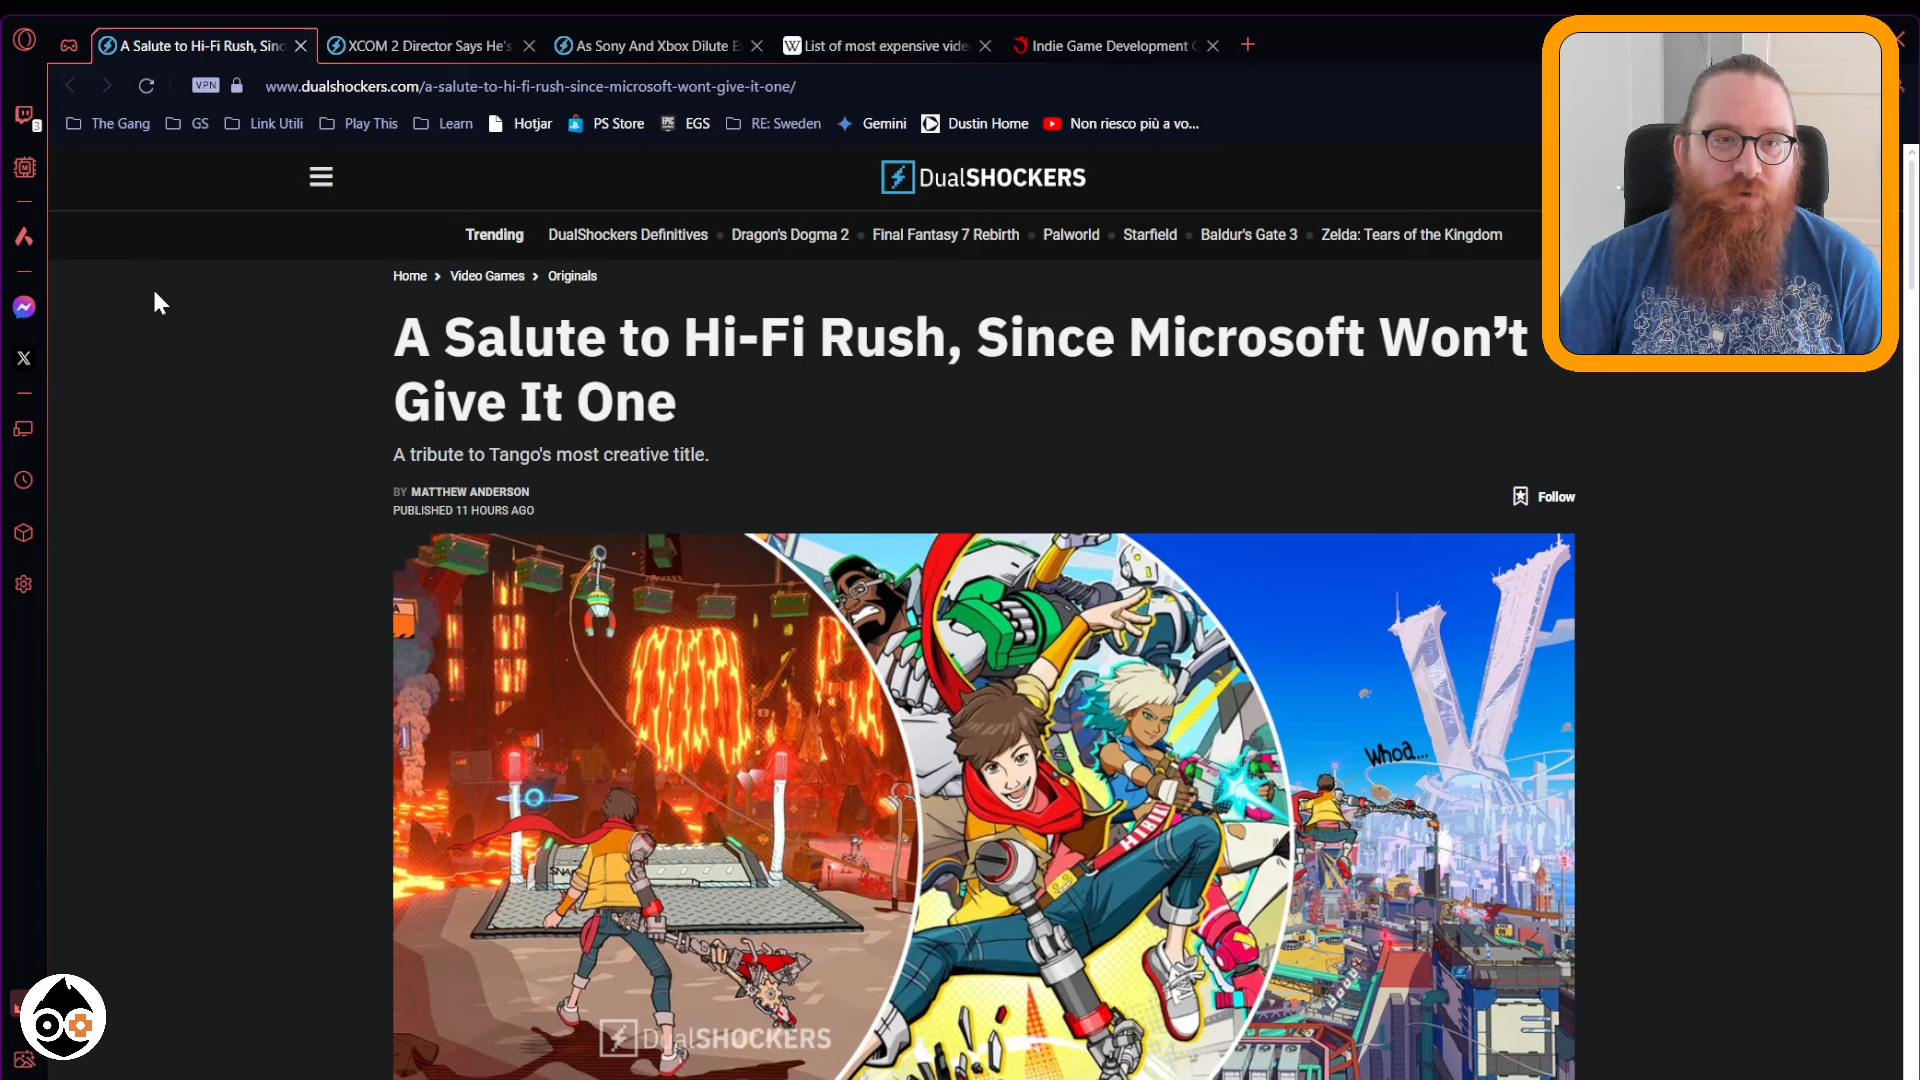 A Salute to Hi-Fi Rush, Sinc
XCOM 2 Director Says He's
As Sony And Xbox Dilute E
W List of most expensive vide
Indie Game Development C
VPN
www.dualshockers.com/a-salute-to-hi-fi-rush-since-microsoft-wont-give-it-one/
3
The Gang
GS
Link Utili
Play This
Learn
Hotjar
PS Store
EGS
RE: Sweden
Gemini
Dustin Home
Non riesco più a vo...
DualSHOCKERS
Trending
DualShockers Definitives
Dragon's Dogma 2
Final Fantasy 7 Rebirth
Palworld
Starfield
Baldur's Gate 3
Zelda: Tears of the Kingdom
Home > Video Games > Originals
A Salute to Hi-Fi Rush, Since Microsoft Won't
Give It One
A tribute to Tango's most creative title.
BY MATTHEW ANDERSON
PUBLISHED 11 HOURS AGO
Follow
Whoa...
DualSHOCKERS